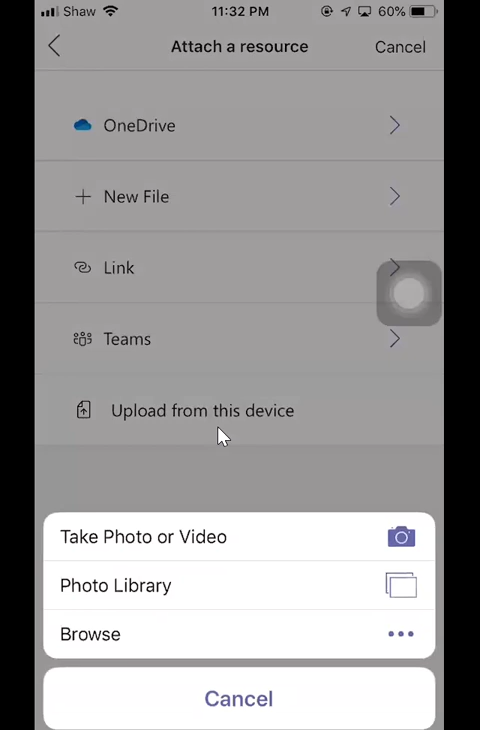 Shaw 11:32 PM 60%
Attach a resource Cancel
OneDrive
New File
Link
Teams
Upload from this device
Take Photo or Video
Photo Library
Browse
Cancel